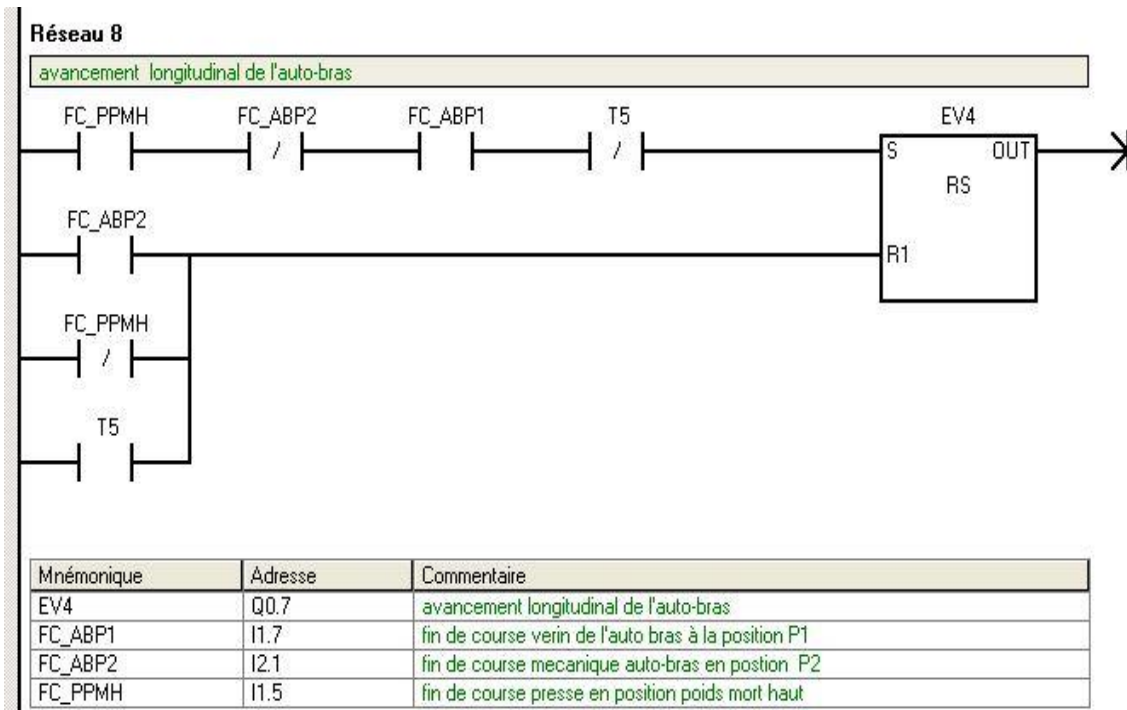 Réseau 8
avancement longitudinal de l'auto-bras
FC_PPMH FC_ABP2 FC_ABP1 T5 EV4
/ / S OUT
RS
FC_ABP2
R1
FC_PPMH
/
T5
Mnémonique Adresse Commentaire
EV4 Q0.7 avancement longitudinal de l'auto-bras
FC_ABP1 I1.7 fin de course verin de l'auto bras à la position P1
FC_ABP2 I2.1 fin de course mecanique auto-bras en postion P2
FC_PPMH I1.5 fin de course presse en position poids mort haut